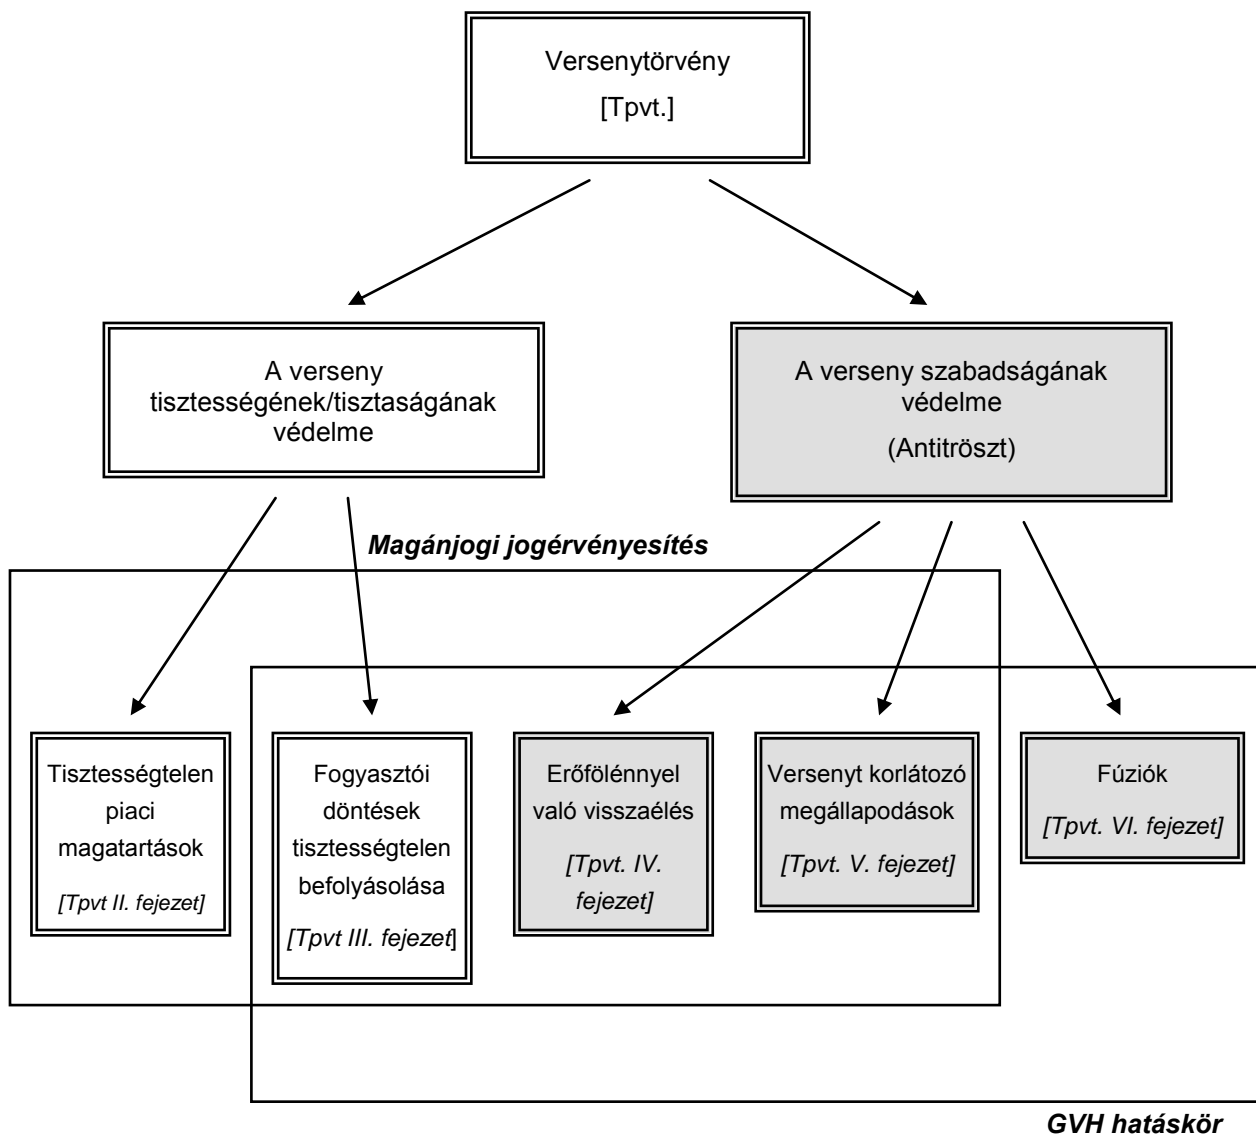 Versenytörvény
[Tpvt.]
A verseny
tisztességének/tisztaságának
védelme
A verseny szabadságának
védelme
(Antitröszt)
Magánjogi jogérvényesítés
Tisztességtelen
piaci
magatartások
[Tpvt II. fejezet]
Fogyasztói
döntések
tisztességtelen
befolyásolása
[Tpvt III. fejezet]
Erőfölénnyel
való visszaélés
[Tpvt. IV.
fejezet]
Versenyt korlátozó
megállapodások
[Tpvt. V. fejezet]
Fúziók
[Tpvt. VI. fejezet]
GVH hatáskör